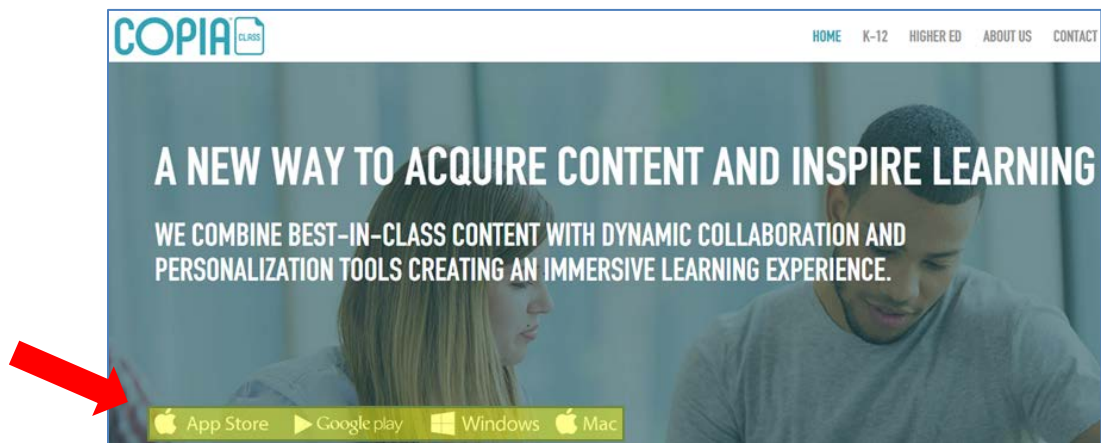 COPIA CLASS
HOME K-12 HIGHER ED ABOUT US CONTACT
A NEW WAY TO ACQUIRE CONTENT AND INSPIRE LEARNING
WE COMBINE BEST-IN-CLASS CONTENT WITH DYNAMIC COLLABORATION AND
PERSONALIZATION TOOLS CREATING AN IMMERSIVE LEARNING EXPERIENCE.
App Store Google play Windows Mac